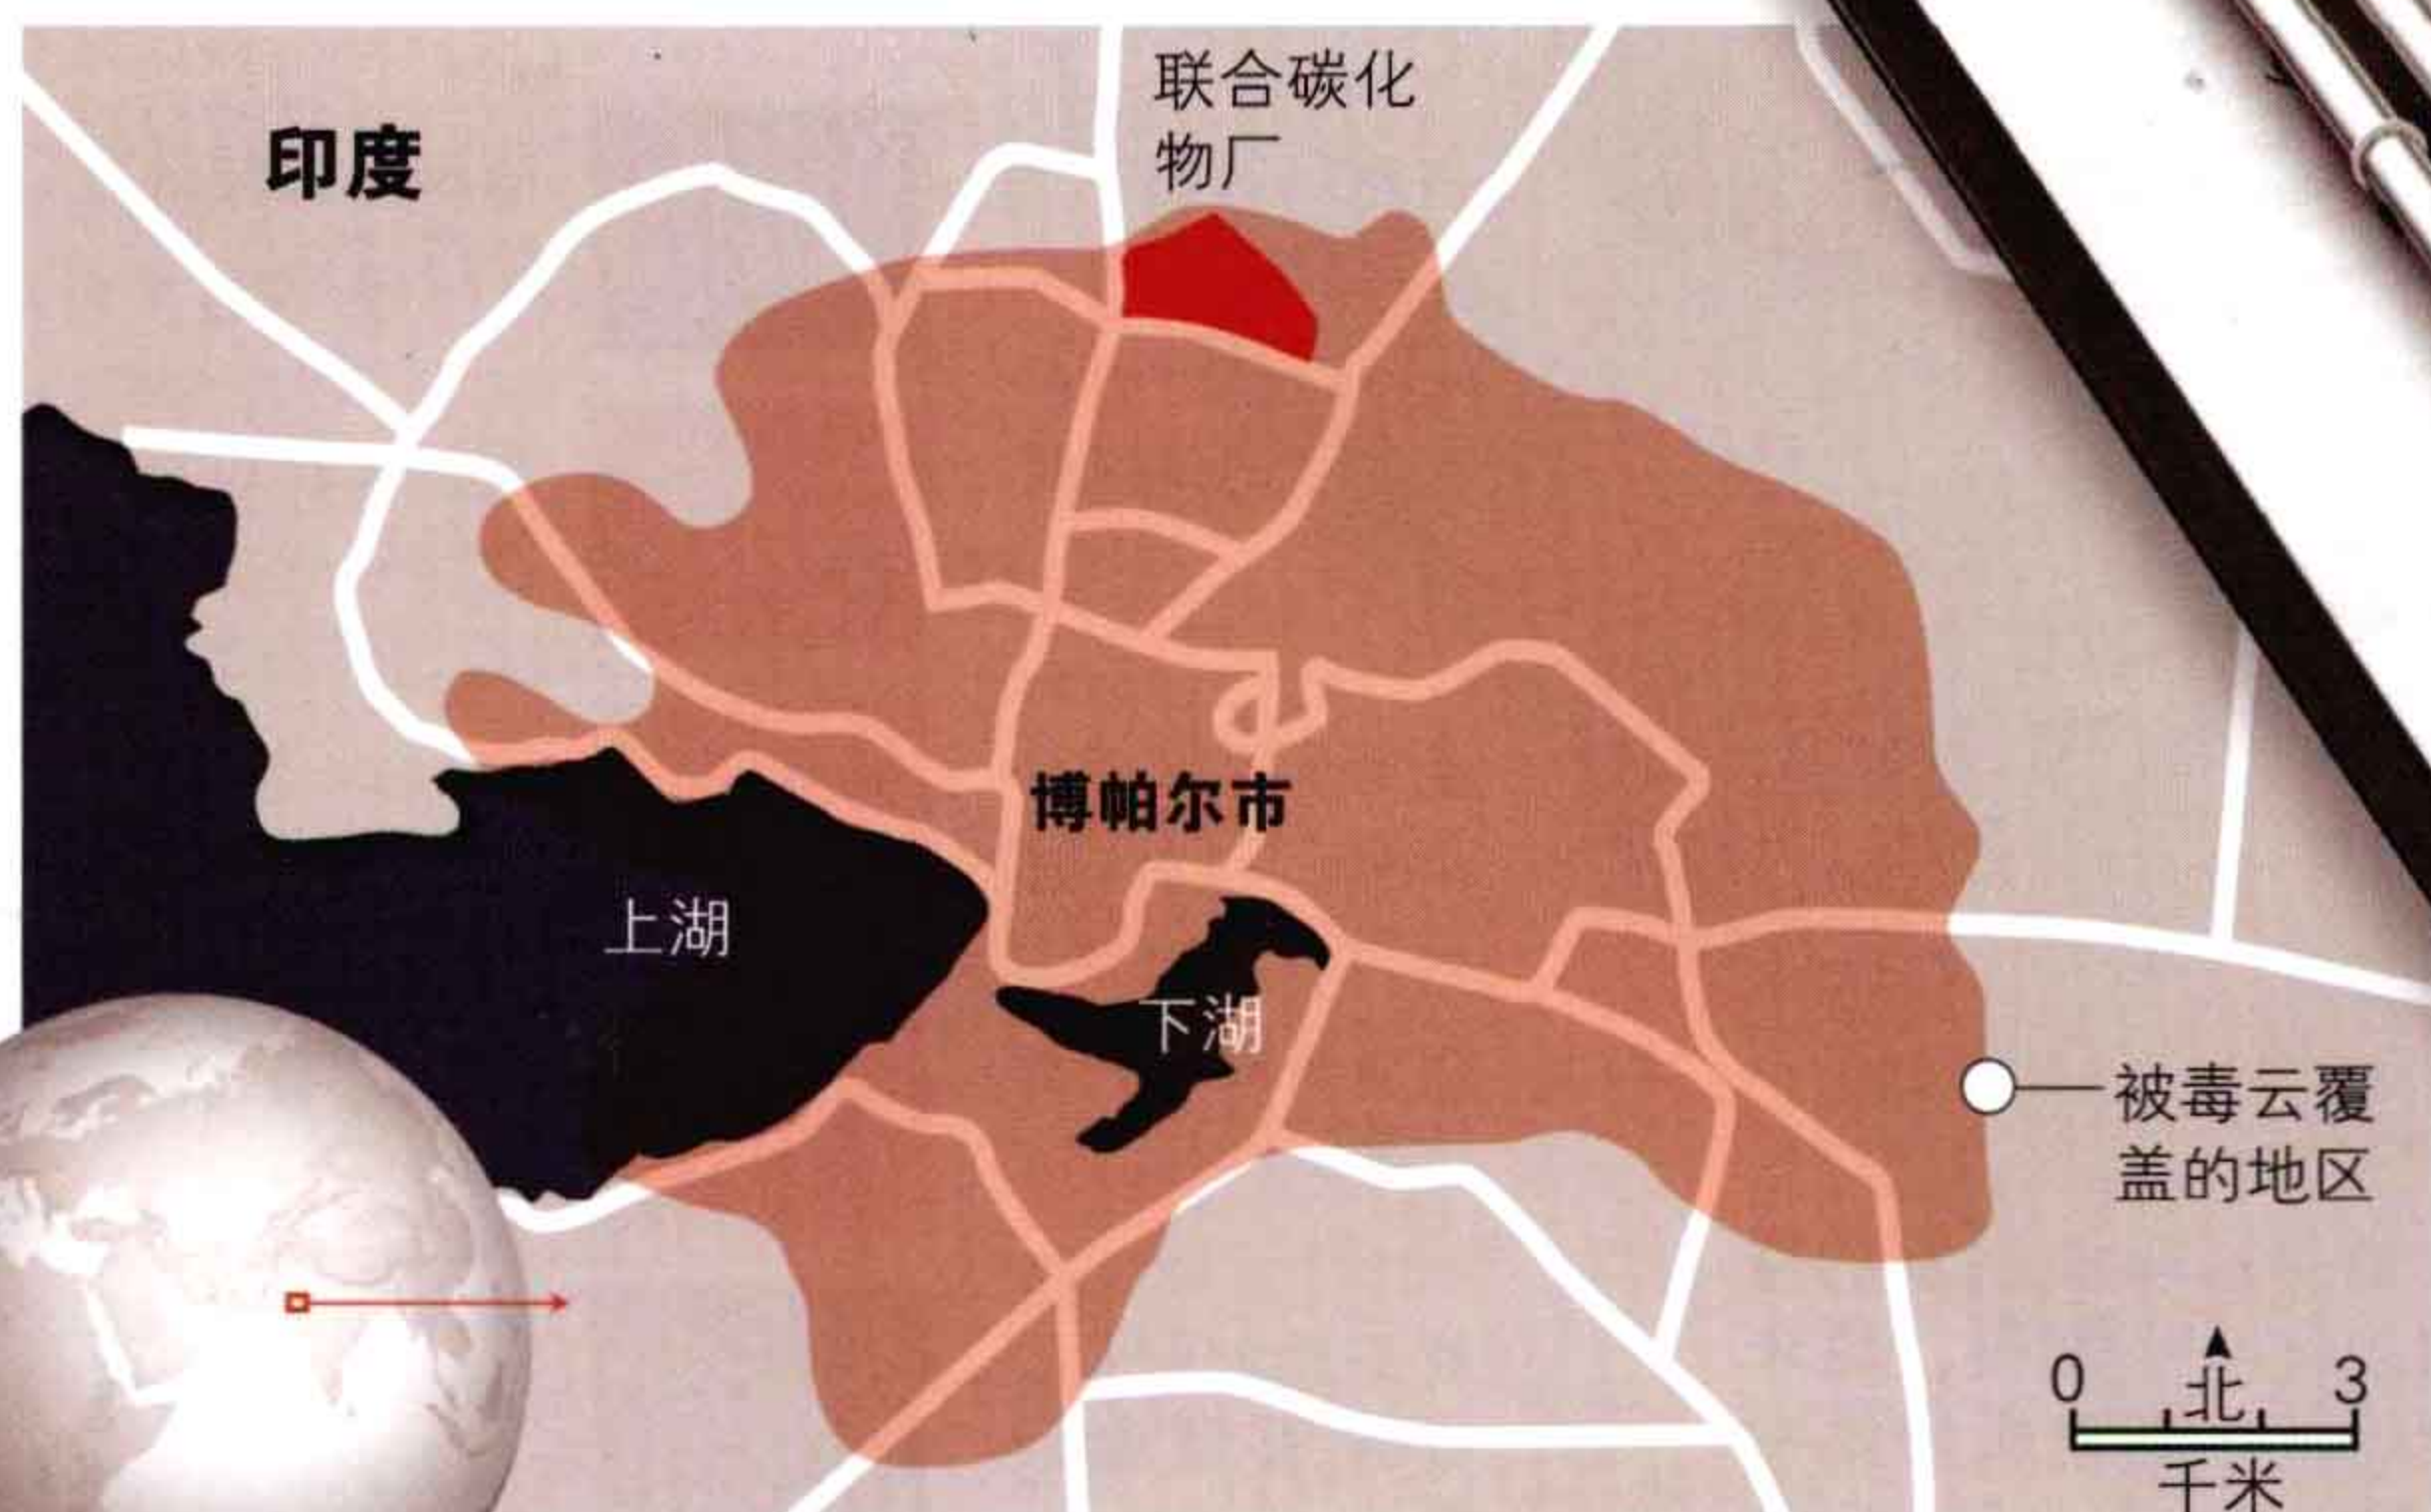 联合碳化
物厂
印度
博帕尔市
上湖
下湖
被毒云覆
盖的地区
0 北 3
千米